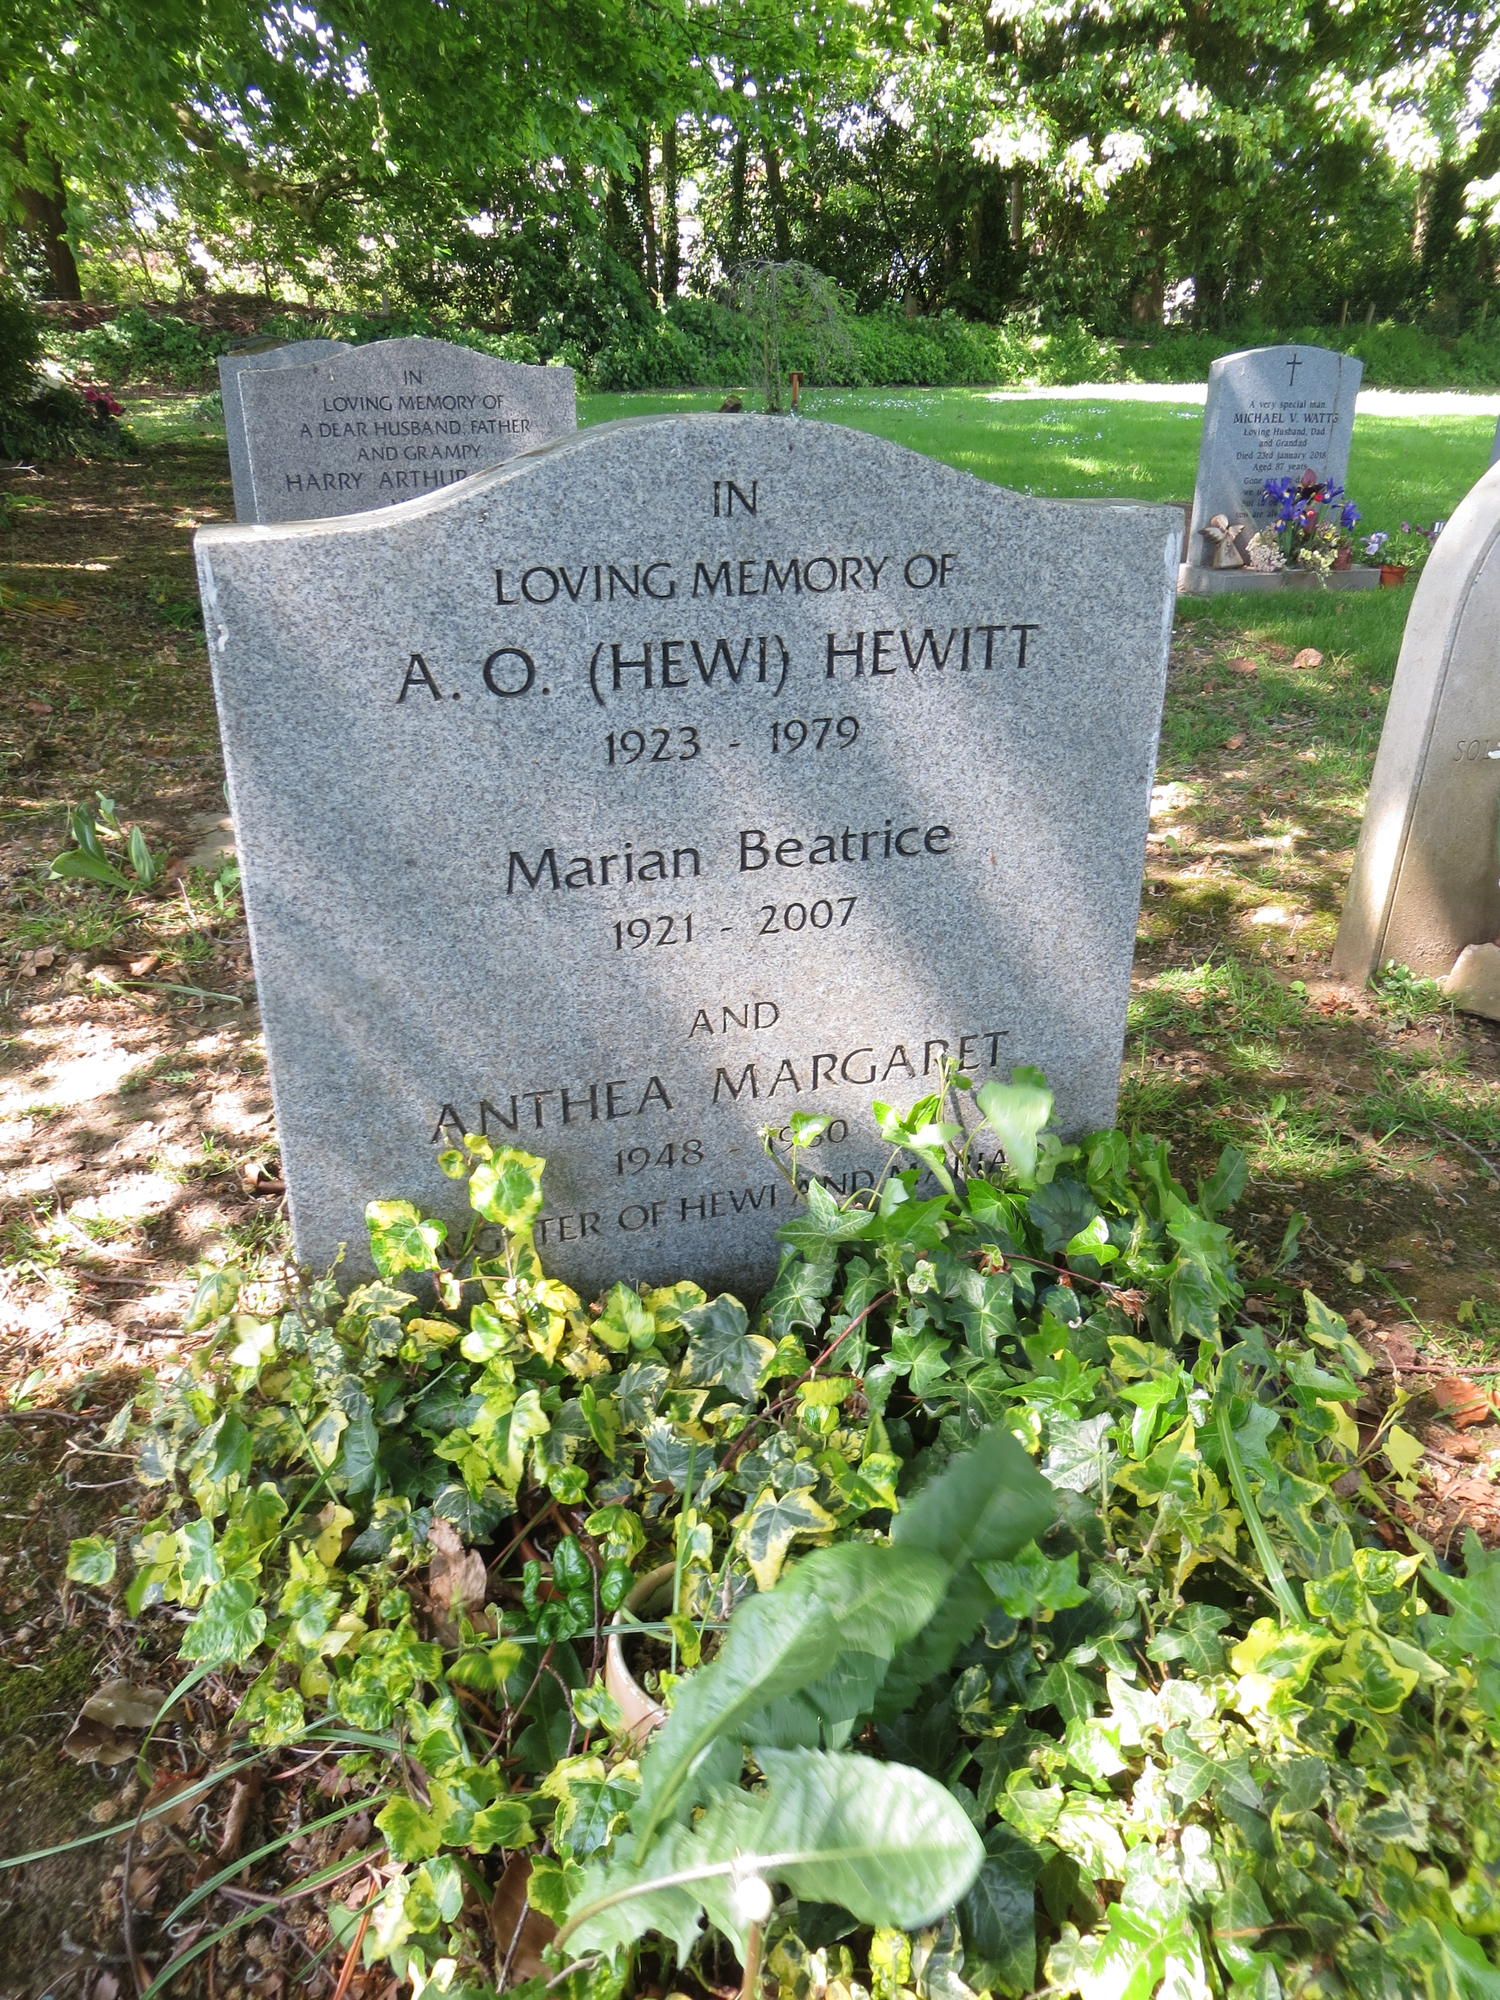 IN
LOVING MEMORY OF
A DEAR HUSBAND, FATHER
AND GRAMPY
HARRY ARTHUR
A very special man
MICHAEL V. WATTS
Loving Husband, Dad
and Grandad
Died 23rd January 2018
Aged 87 years
IN
LOVING MEMORY OF
A. O. (HEWI) HEWITT
1923 - 1979
Marian Beatrice
1921 - 2007
AND
ANTHEA MARGARET
1948 -
OF HEWI AND